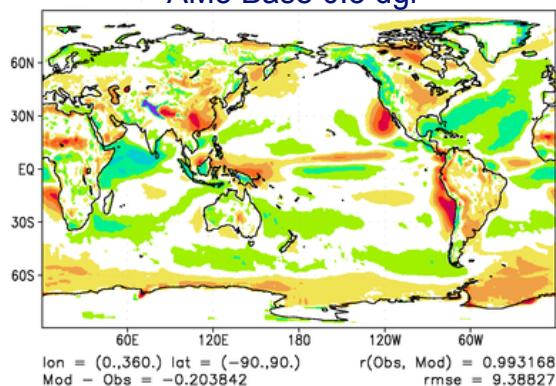 60N
30N
EQ
30S
60S
60E 120E 180 120W 60W
lon = (0.,360.) lat = (-90.,90.) r(Obs, Mod) = 0.993168
Mod - Obs = -0.203842 rmse = 9.38827